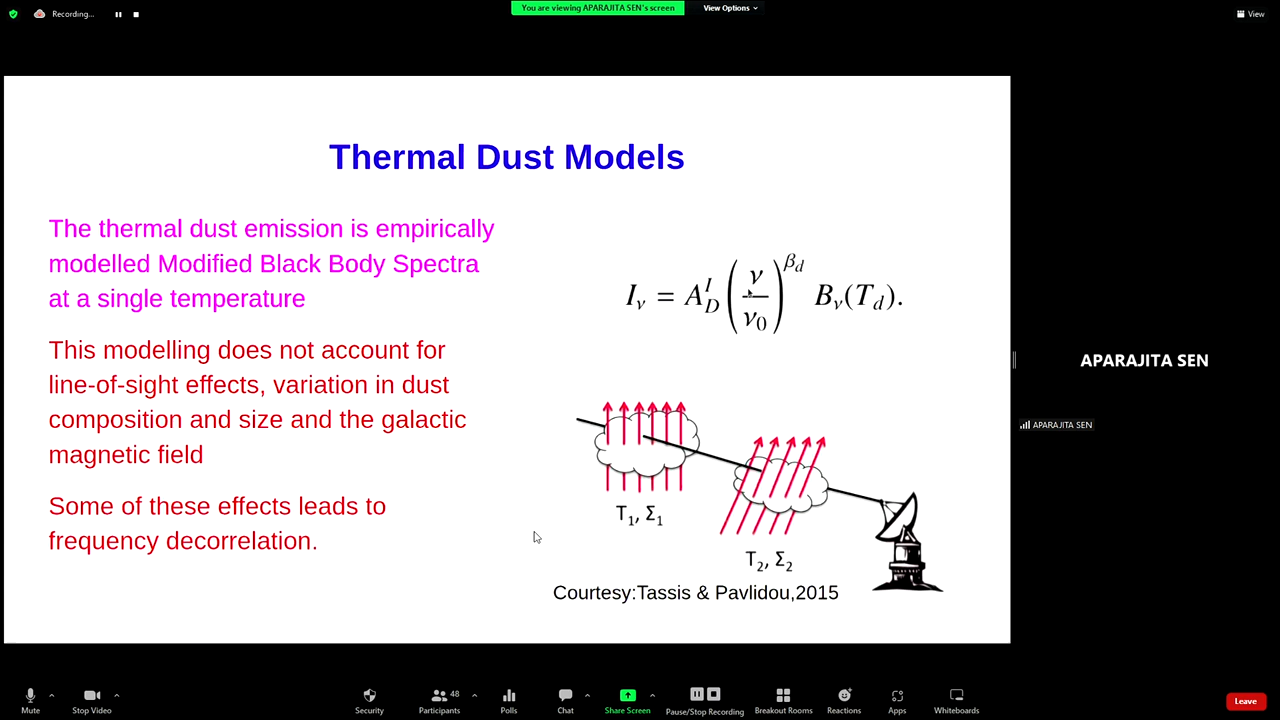 Recording...
You are viewing APARAJITA SEN's screen
View Options
View
Thermal Dust Models
The thermal dust emission is empirically
modelled Modified Black Body Spectra
at a single temperature
This modelling does not account for
line-of-sight effects, variation in dust
composition and size and the galactic
magnetic field
Some of these effects leads to
frequency decorrelation.
I_ν = A_D^I (ν/ν_0)^{β_d} B_ν(T_d).
T₁, Σ₁
T₂, Σ₂
Courtesy:Tassis & Pavlidou,2015
APARAJITA SEN
APARAJITA SEN
Mute
Stop Video
Security
48
Participants
Polls
Chat
Share Screen
Pause/Stop Recording
Breakout Rooms
Reactions
Apps
Whiteboards
Leave